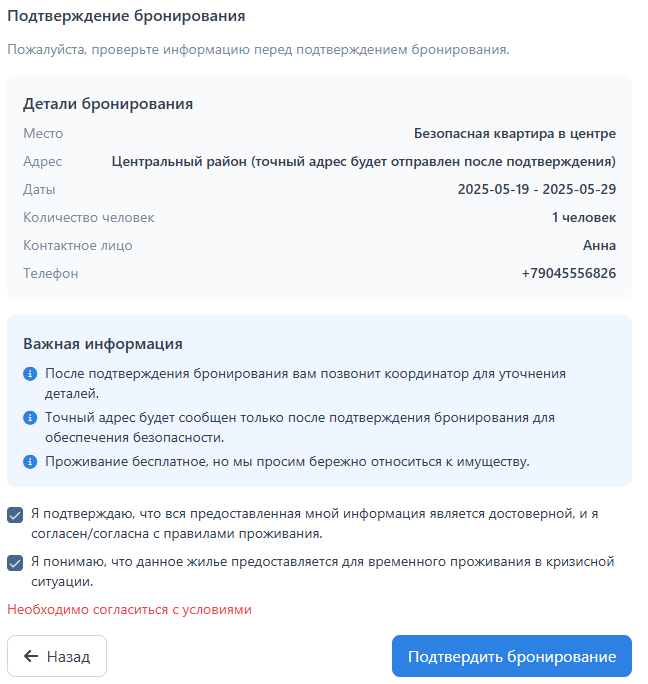 Подтверждение бронирования
Пожалуйста, проверьте информацию перед подтверждением бронирования.
Детали бронирования
Место Безопасная квартира в центре
Адрес Центральный район (точный адрес будет отправлен после подтверждения)
Даты 2025-05-19 - 2025-05-29
Количество человек 1 человек
Контактное лицо Анна
Телефон +79045556826
Важная информация
После подтверждения бронирования вам позвонит координатор для уточнения
деталей.
Точный адрес будет сообщен только после подтверждения бронирования для
обеспечения безопасности.
Проживание бесплатное, но мы просим бережно относиться к имуществу.
Я подтверждаю, что вся предоставленная мной информация является достоверной, и я
согласен/согласна с правилами проживания.
Я понимаю, что данное жилье предоставляется для временного проживания в кризисной
ситуации.
Необходимо согласиться с условиями
← Назад Подтвердить бронирование